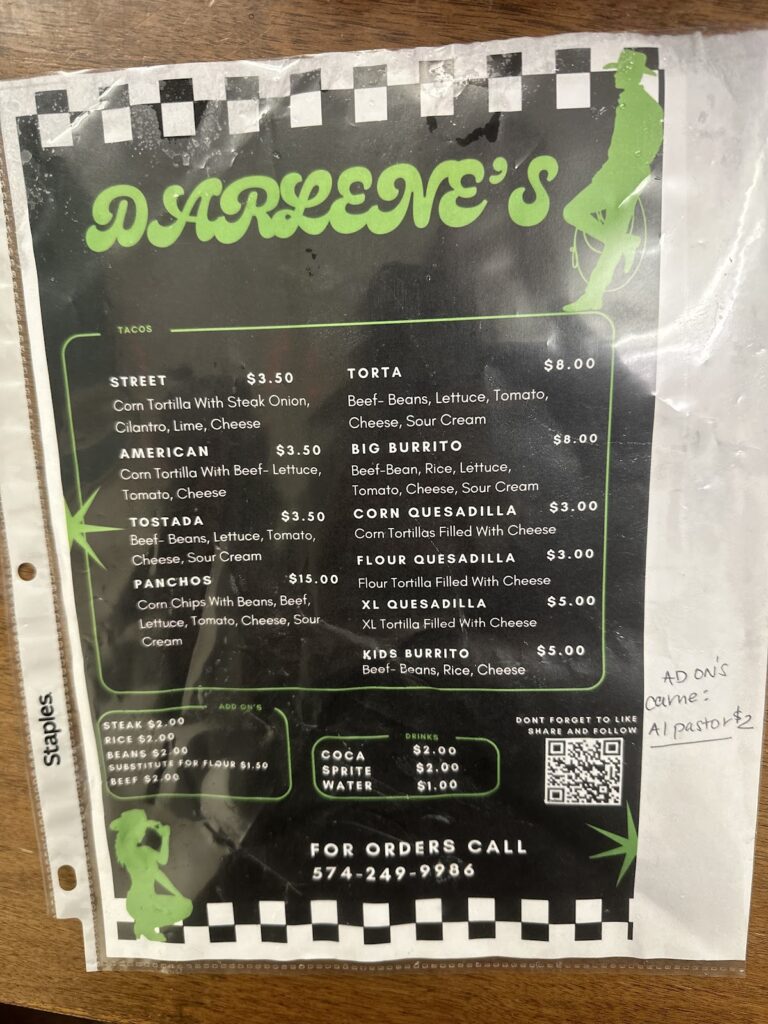 DARLENE'S
TACOS
STREET $3.50
Corn Tortilla With Steak Onion,
Cilantro, Lime, Cheese
AMERICAN $3.50
Corn Tortilla With Beef- Lettuce,
Tomato, Cheese
TOSTADA $3.50
Beef- Beans, Lettuce, Tomato,
Cheese, Sour Cream
PANCHOS $15.00
Corn Chips With Beans, Beef,
Lettuce, Tomato, Cheese, Sour
Cream
TORTA $8.00
Beef- Beans, Lettuce, Tomato,
Cheese, Sour Cream
BIG BURRITO $8.00
Beef-Bean, Rice, Lettuce,
Tomato, Cheese, Sour Cream
CORN QUESADILLA $3.00
Corn Tortillas Filled With Cheese
FLOUR QUESADILLA $3.00
Flour Tortilla Filled With Cheese
XL QUESADILLA $5.00
XL Tortilla Filled With Cheese
KIDS BURRITO $5.00
Beef- Beans, Rice, Cheese
ADD ON'S
STEAK $2.00
RICE $2.00
BEANS $2.00
SUBSTITUTE FOR FLOUR $1.50
BEEF $2.00
DRINKS
COCA $2.00
SPRITE $2.00
WATER $1.00
DONT FORGET TO LIKE
SHARE AND FOLLOW
FOR ORDERS CALL
574-249-9986
AD ON'S
carne:
Al pastor $2
Staples